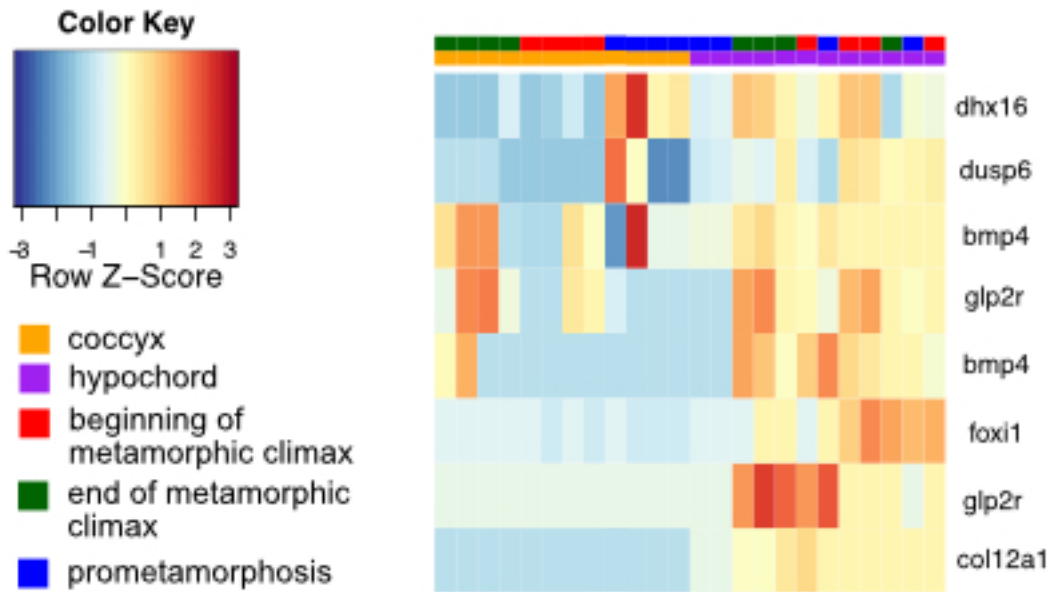 Color Key
-3 -1 1 2 3
Row Z-Score
coccyx
hypochord
beginning of
metamorphic climax
end of metamorphic
climax
prometamorphosis
dhx16
dusp6
bmp4
glp2r
bmp4
foxi1
glp2r
col12a1